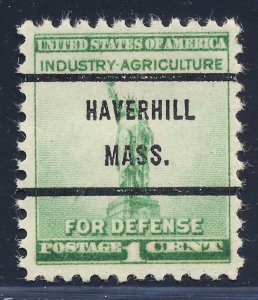 UNITED STATES OF AMERICA
INDUSTRY-AGRICULTURE
HAVERHILL
MASS.
FOR DEFENSE
POSTAGE 1 CENT